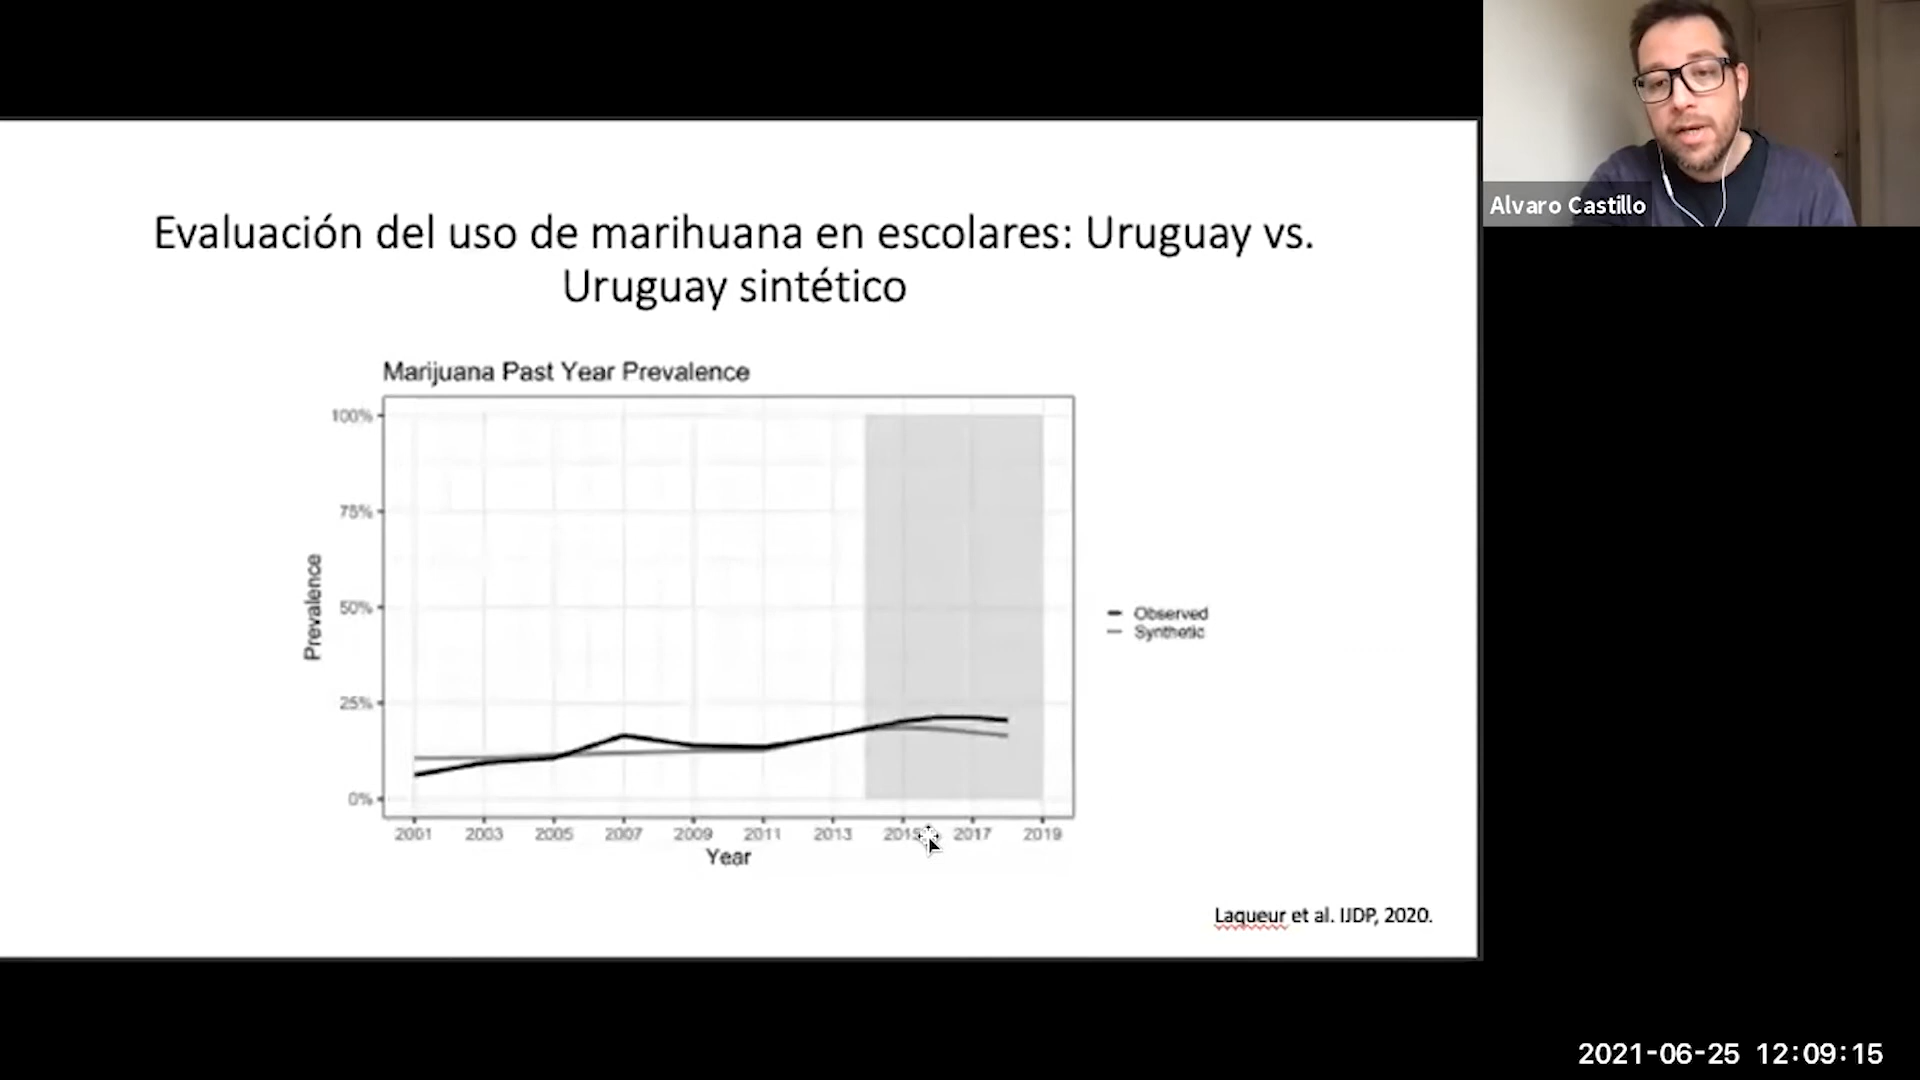 Alvaro Castillo
Evaluación del uso de marihuana en escolares: Uruguay vs.
Uruguay sintético
Marijuana Past Year Prevalence
Prevalence
100%
75%
50%
25%
0%
Observed
Synthetic
2001 2003 2005 2007 2009 2011 2013 2015 2017 2019
Year
Laqueur et al. IJDP, 2020.
2021-06-25 12:09:15